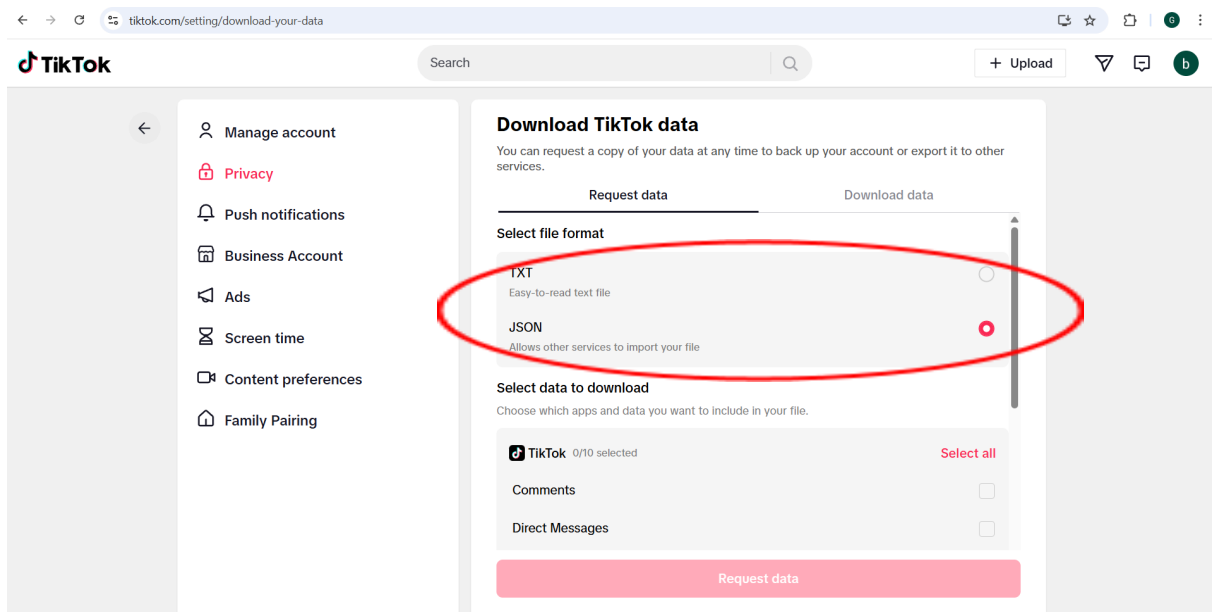 tiktok.com/setting/download-your-data
G
TikTok
Search
+ Upload
b
Manage account
Privacy
Push notifications
Business Account
Ads
Screen time
Content preferences
Family Pairing
Download TikTok data
You can request a copy of your data at any time to back up your account or export it to other
services.
Request data
Download data
Select file format
TXT
Easy-to-read text file
JSON
Allows other services to import your file
Select data to download
Choose which apps and data you want to include in your file.
TikTok 0/10 selected
Select all
Comments
Direct Messages
Request data